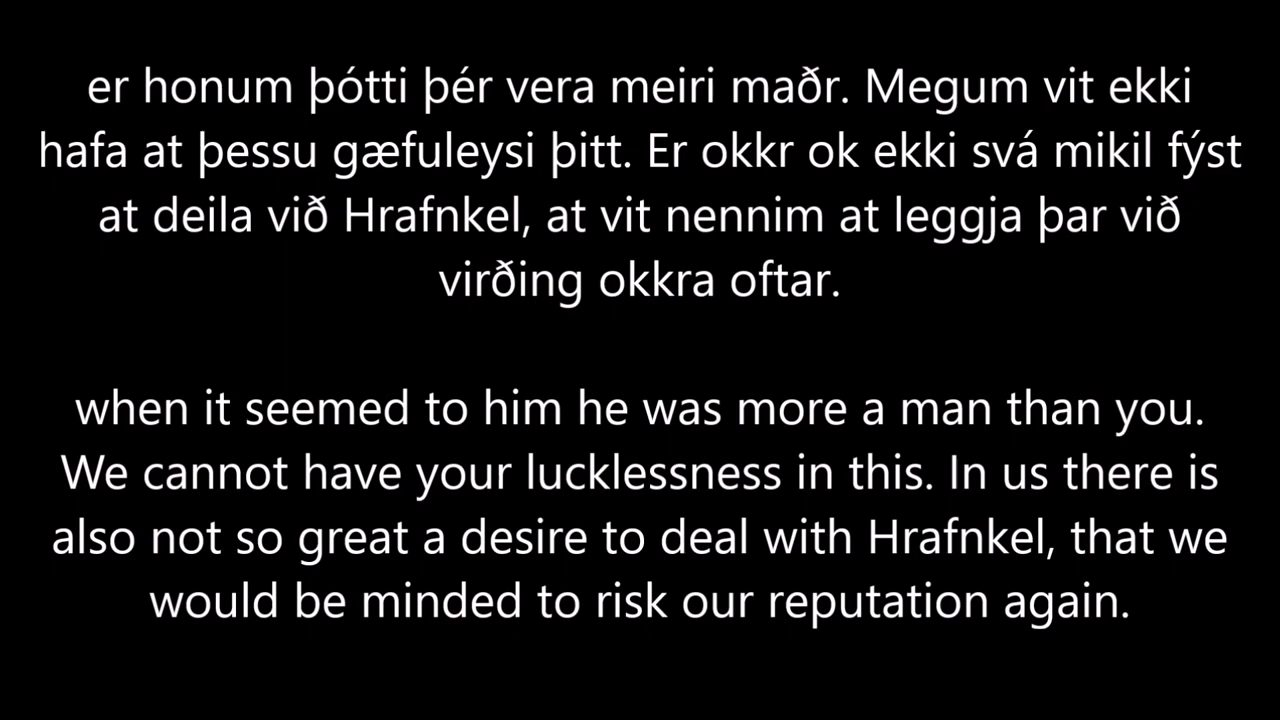 er honum þótti þér vera meiri maðr. Megum vit ekki
hafa at þessu gæfuleysi þitt. Er okkr ok ekki svá mikil fýst
at deila við Hrafnkel, at vit nennim at leggja þar við
virðing okkra oftar.
when it seemed to him he was more a man than you.
We cannot have your lucklessness in this. In us there is
also not so great a desire to deal with Hrafnkel, that we
would be minded to risk our reputation again.